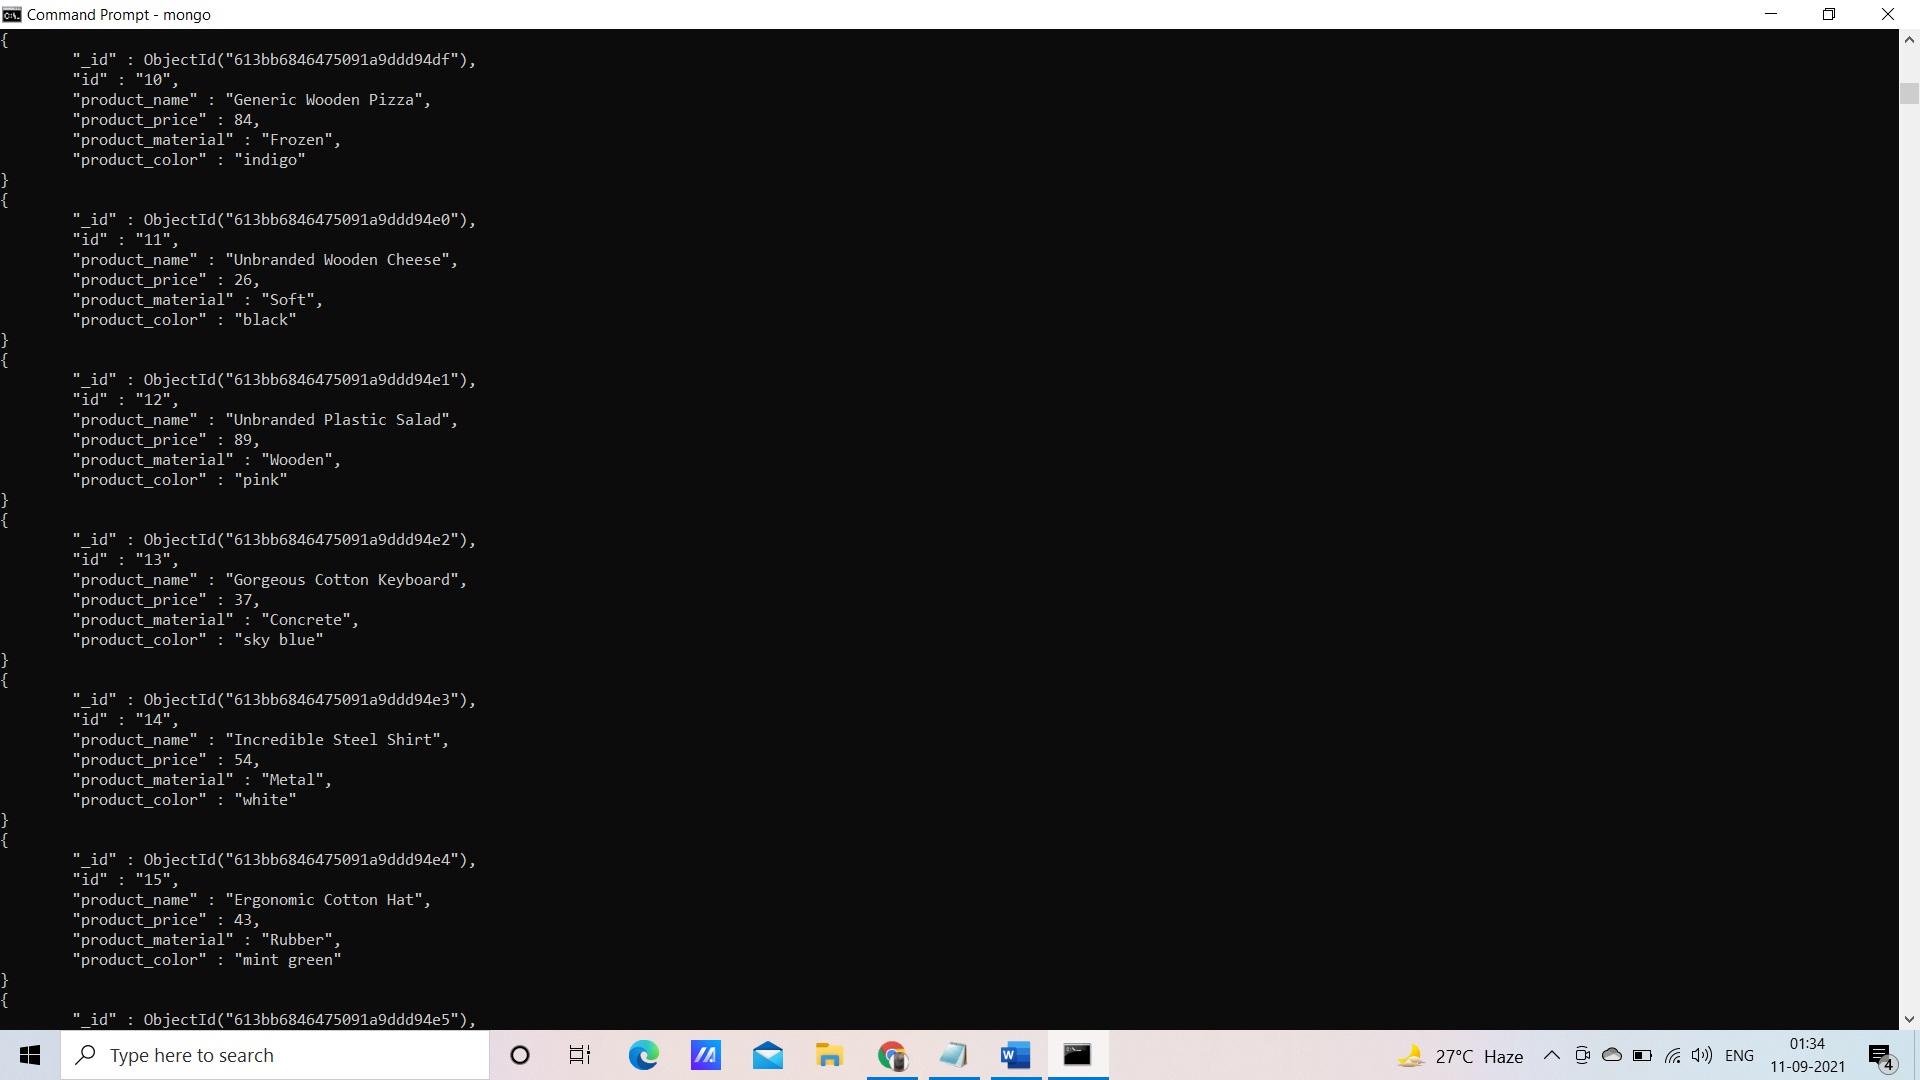 Command Prompt - mongo
{
"_id" : ObjectId("613bb6846475091a9ddd94df"),
"id" : "10",
"product_name" : "Generic Wooden Pizza",
"product_price" : 84,
"product_material" : "Frozen",
"product_color" : "indigo"
}
{
"_id" : ObjectId("613bb6846475091a9ddd94e0"),
"id" : "11",
"product_name" : "Unbranded Wooden Cheese",
"product_price" : 26,
"product_material" : "Soft",
"product_color" : "black"
}
{
"_id" : ObjectId("613bb6846475091a9ddd94e1"),
"id" : "12",
"product_name" : "Unbranded Plastic Salad",
"product_price" : 89,
"product_material" : "Wooden",
"product_color" : "pink"
}
{
"_id" : ObjectId("613bb6846475091a9ddd94e2"),
"id" : "13",
"product_name" : "Gorgeous Cotton Keyboard",
"product_price" : 37,
"product_material" : "Concrete",
"product_color" : "sky blue"
}
{
"_id" : ObjectId("613bb6846475091a9ddd94e3"),
"id" : "14",
"product_name" : "Incredible Steel Shirt",
"product_price" : 54,
"product_material" : "Metal",
"product_color" : "white"
}
{
"_id" : ObjectId("613bb6846475091a9ddd94e4"),
"id" : "15",
"product_name" : "Ergonomic Cotton Hat",
"product_price" : 43,
"product_material" : "Rubber",
"product_color" : "mint green"
}
{
"_id" : ObjectId("613bb6846475091a9ddd94e5"),
Type here to search
27°C Haze
ENG
01:34
11-09-2021
4